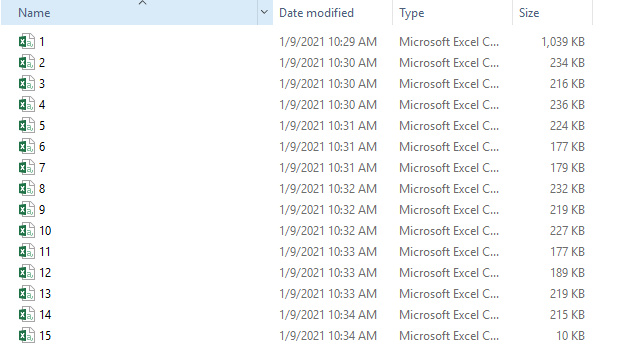 Name Date modified Type Size
1 1/9/2021 10:29 AM Microsoft Excel C... 1,039 KB
2 1/9/2021 10:30 AM Microsoft Excel C... 234 KB
3 1/9/2021 10:30 AM Microsoft Excel C... 216 KB
4 1/9/2021 10:30 AM Microsoft Excel C... 236 KB
5 1/9/2021 10:31 AM Microsoft Excel C... 224 KB
6 1/9/2021 10:31 AM Microsoft Excel C... 177 KB
7 1/9/2021 10:31 AM Microsoft Excel C... 179 KB
8 1/9/2021 10:32 AM Microsoft Excel C... 232 KB
9 1/9/2021 10:32 AM Microsoft Excel C... 219 KB
10 1/9/2021 10:32 AM Microsoft Excel C... 227 KB
11 1/9/2021 10:33 AM Microsoft Excel C... 177 KB
12 1/9/2021 10:33 AM Microsoft Excel C... 189 KB
13 1/9/2021 10:33 AM Microsoft Excel C... 219 KB
14 1/9/2021 10:34 AM Microsoft Excel C... 215 KB
15 1/9/2021 10:34 AM Microsoft Excel C... 10 KB